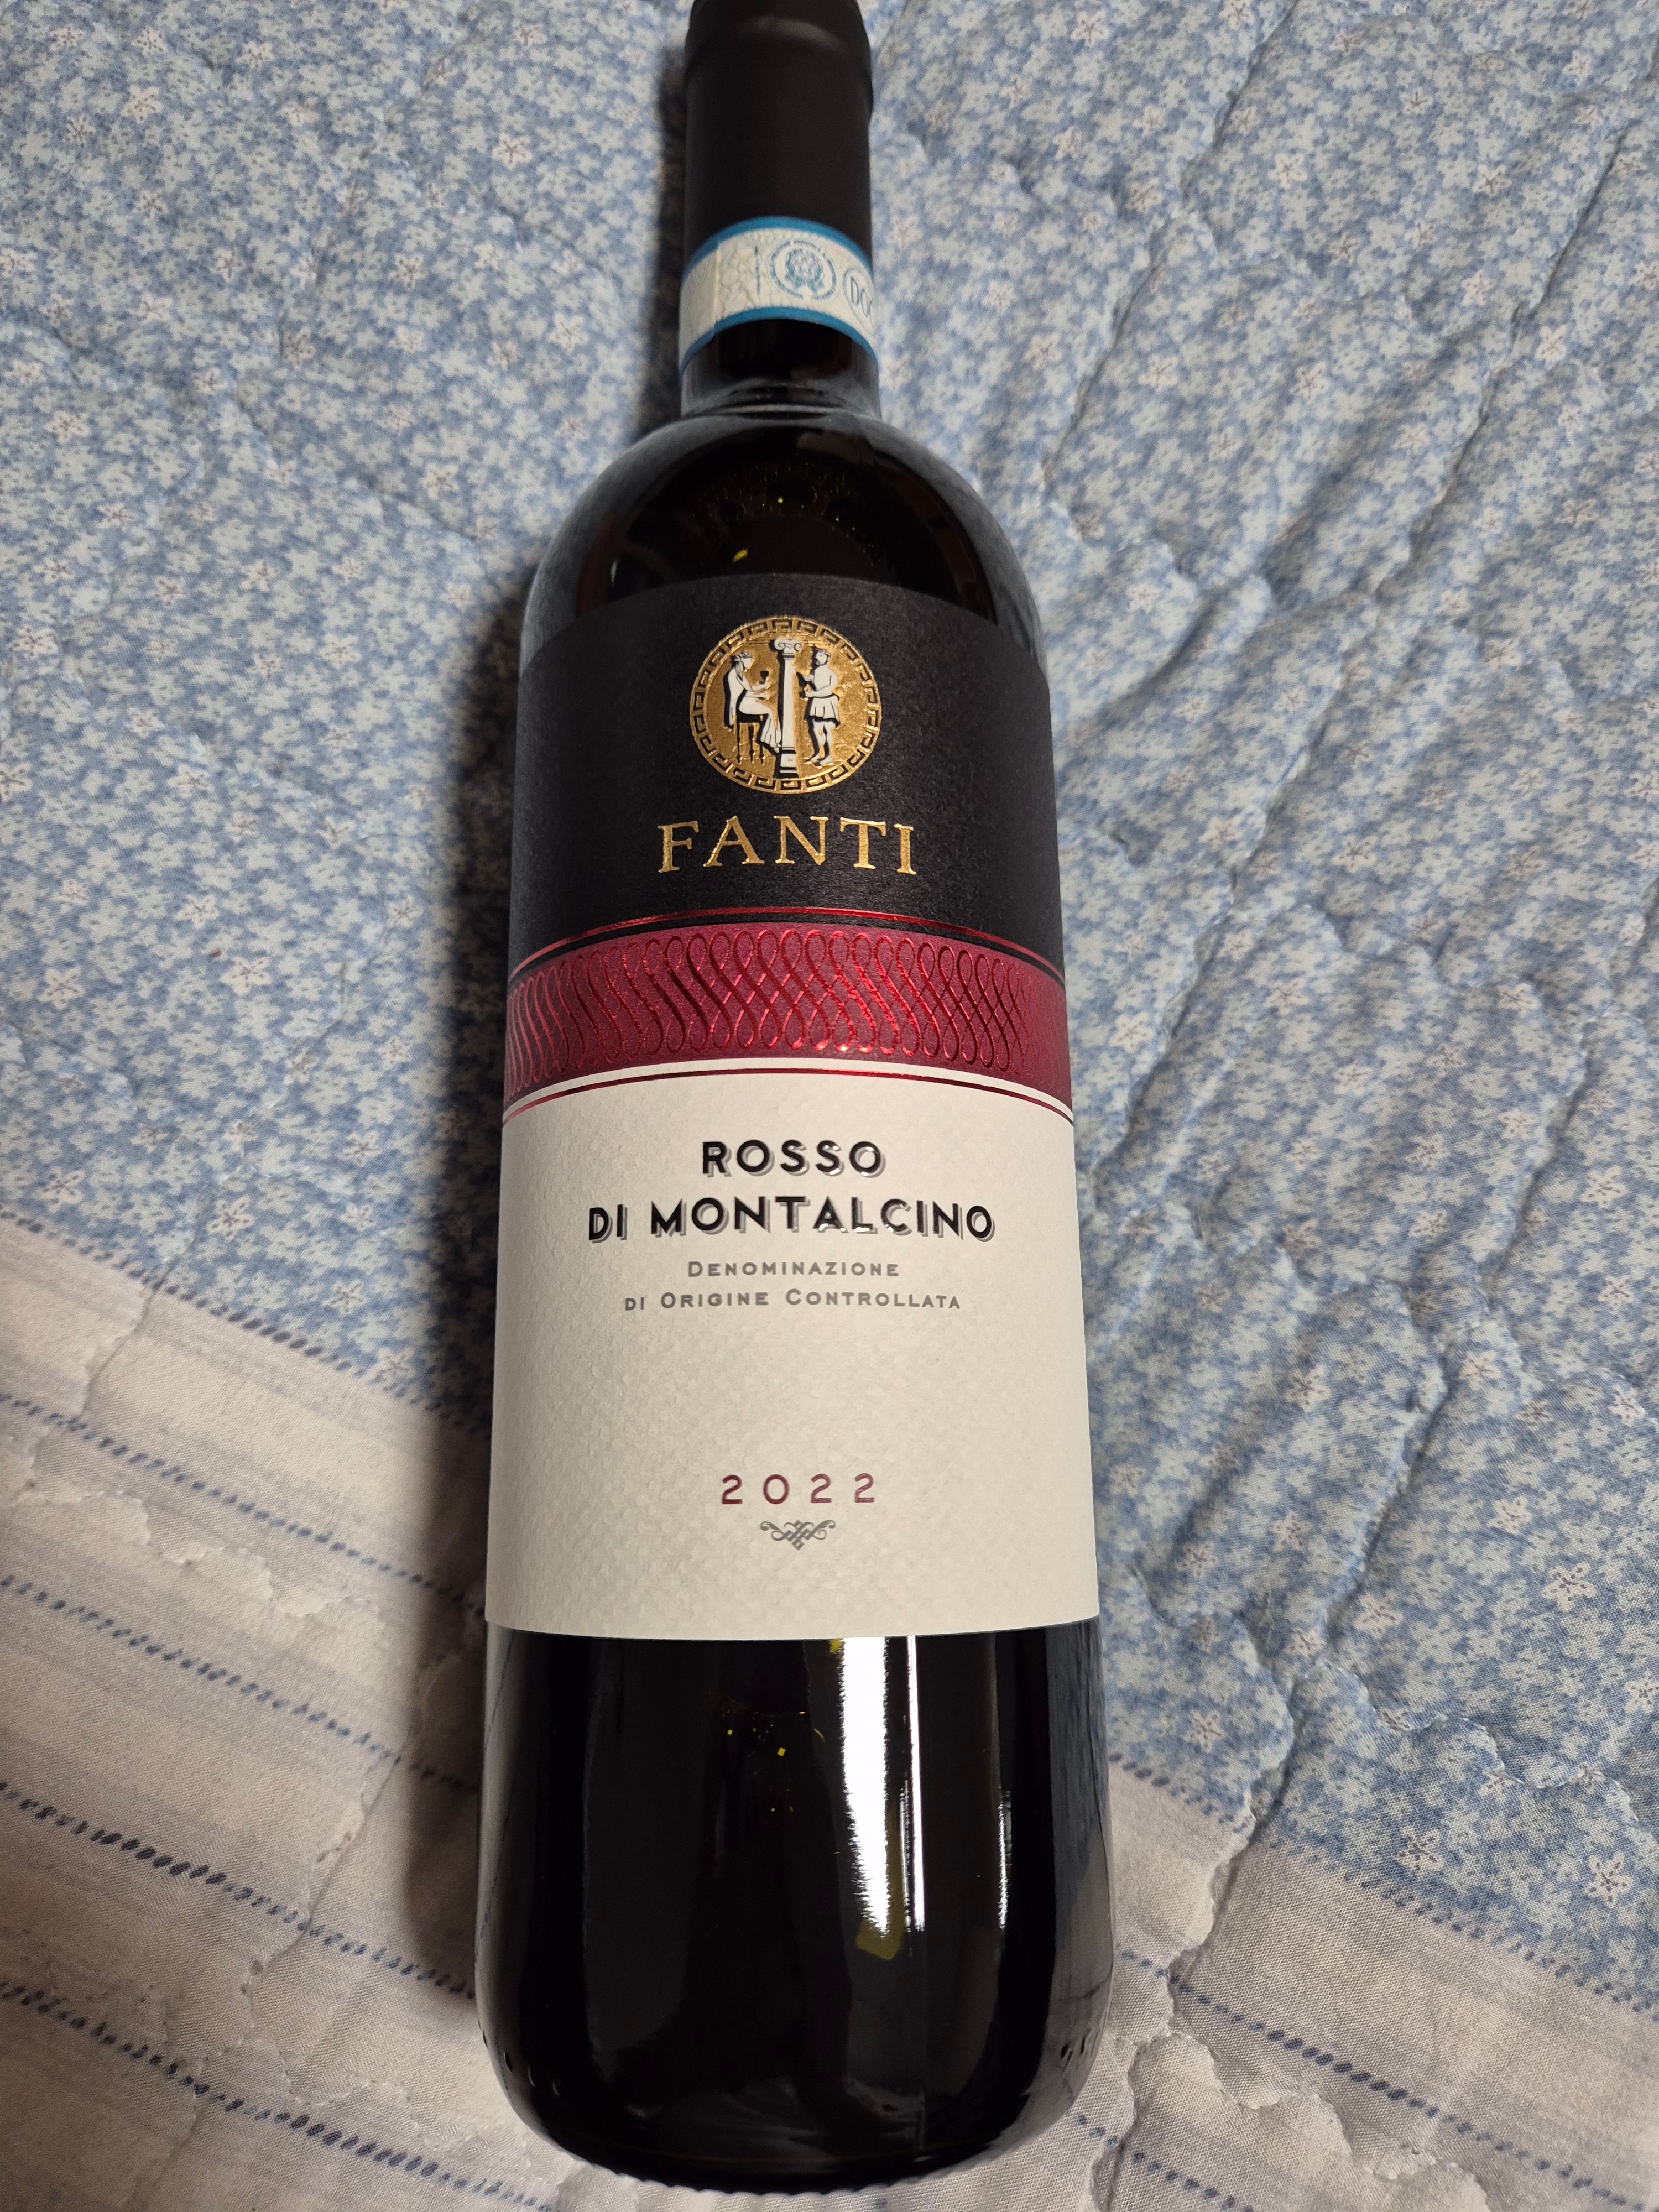 FANTI
ROSSO
DI MONTALCINO
DENOMINAZIONE
DI ORIGINE CONTROLLATA
2022